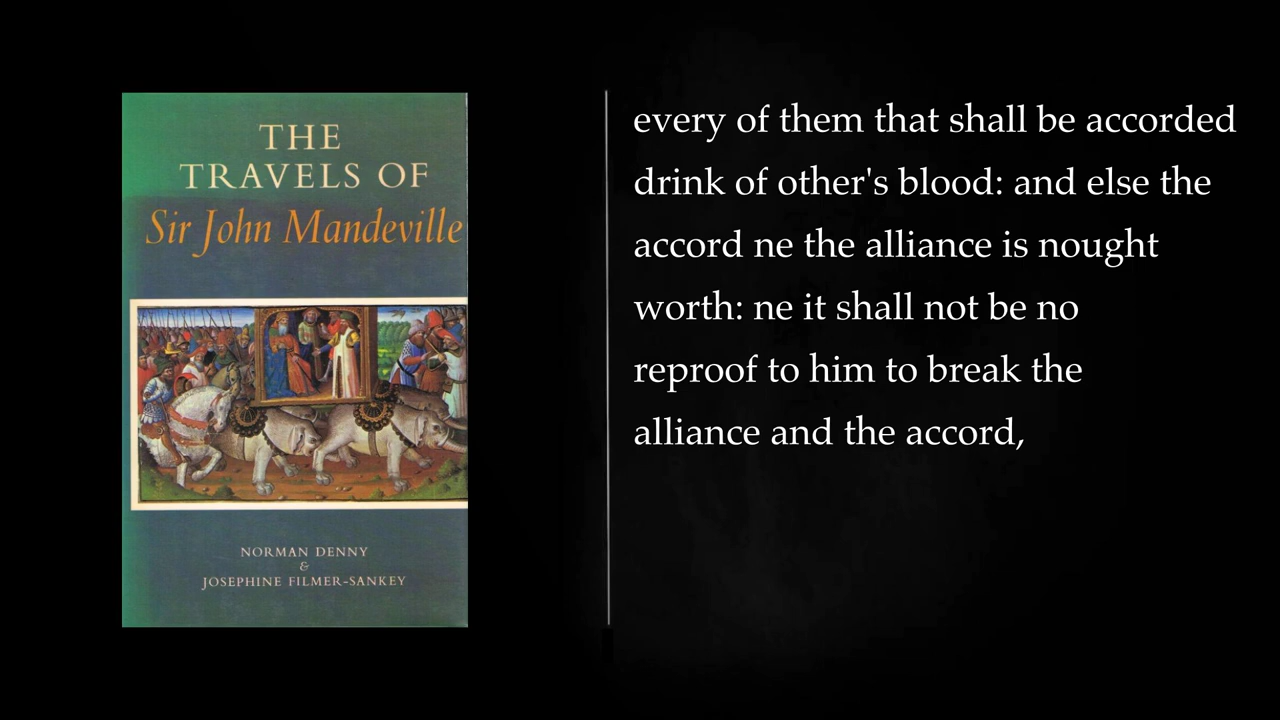 THE
TRAVELS OF
Sir John Mandeville
NORMAN DENNY
&
JOSEPHINE FILMER-SANKEY
every of them that shall be accorded
drink of other's blood: and else the
accord ne the alliance is nought
worth: ne it shall not be no
reproof to him to break the
alliance and the accord,